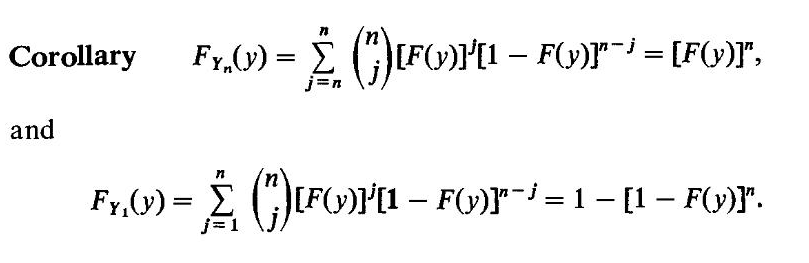 Corollary $F_{Y_n}(y) = \sum_{j=n}^{n} \binom{n}{j} [F(y)]^j [1 - F(y)]^{n-j} = [F(y)]^n,$
and
$F_{Y_1}(y) = \sum_{j=1}^{n} \binom{n}{j} [F(y)]^j [1 - F(y)]^{n-j} = 1 - [1 - F(y)]^n.$